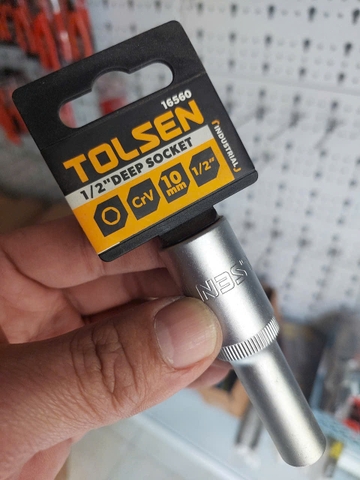 16560
TOLSEN
INDUSTRIAL
1/2" DEEP SOCKET
CrV
10
mm
1/2"